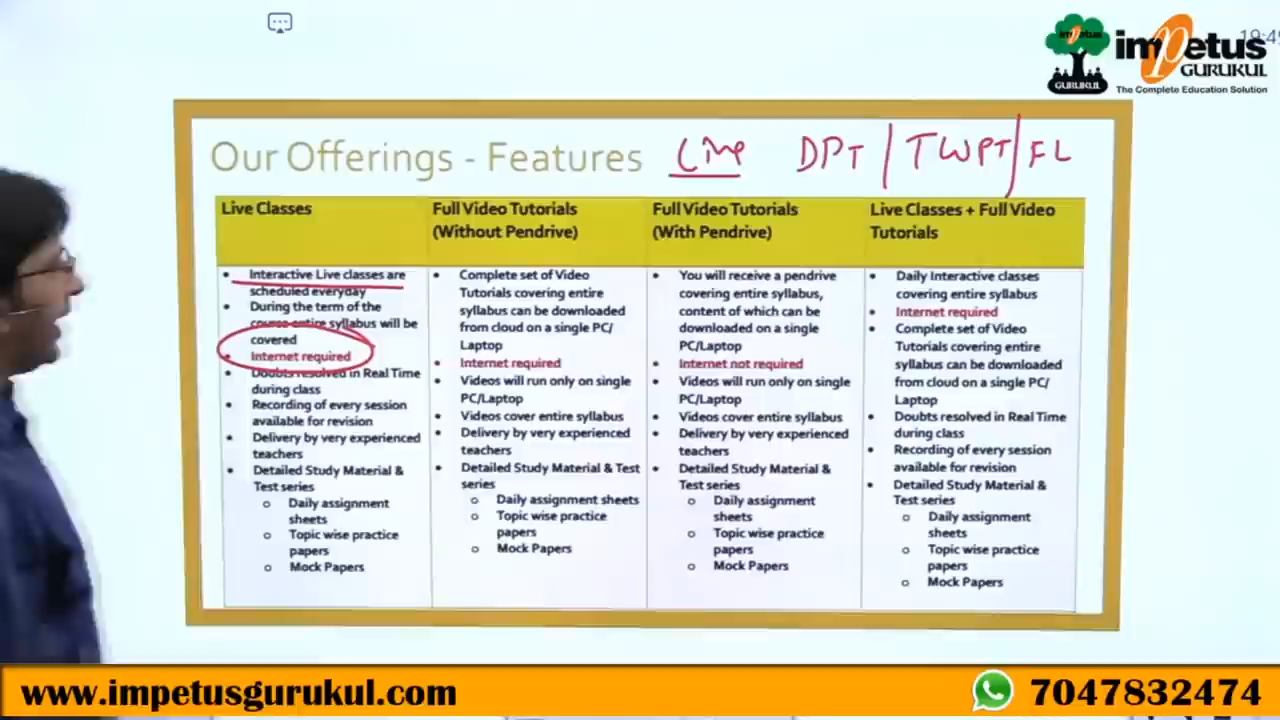 19:4
impetus
GURUKUL
GURUKUL
The Complete Education Solution
Our Offerings - Features
Live DPT / TWPT / FL
Live Classes
• Interactive Live classes are
scheduled everyday
• During the term of the
course entire syllabus will be
covered
• Internet required
• Doubts resolved in Real Time
during class
• Recording of every session
available for revision
• Delivery by very experienced
teachers
• Detailed Study Material &
Test series
o Daily assignment
sheets
o Topic wise practice
papers
o Mock Papers
Full Video Tutorials
(Without Pendrive)
• Complete set of Video
Tutorials covering entire
syllabus can be downloaded
from cloud on a single PC/
Laptop
• Internet required
• Videos will run only on single
PC/Laptop
• Videos cover entire syllabus
• Delivery by very experienced
teachers
• Detailed Study Material & Test
series
o Daily assignment sheets
o Topic wise practice
papers
o Mock Papers
Full Video Tutorials
(With Pendrive)
• You will receive a pendrive
covering entire syllabus,
content of which can be
downloaded on a single
PC/Laptop
• Internet not required
• Videos will run only on single
PC/Laptop
• Videos cover entire syllabus
• Delivery by very experienced
teachers
• Detailed Study Material &
Test series
o Daily assignment
sheets
o Topic wise practice
papers
o Mock Papers
Live Classes + Full Video
Tutorials
• Daily Interactive classes
covering entire syllabus
• Internet required
• Complete set of Video
Tutorials covering entire
syllabus can be downloaded
from cloud on a single PC/
Laptop
• Doubts resolved in Real Time
during class
• Recording of every session
available for revision
• Detailed Study Material &
Test series
o Daily assignment
sheets
o Topic wise practice
papers
o Mock Papers
www.impetusgurukul.com
7047832474